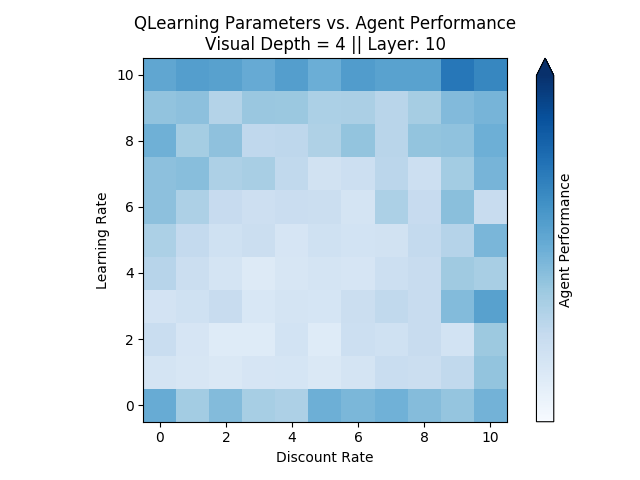 QLearning Parameters vs. Agent Performance
Visual Depth = 4 || Layer: 10
10
8
6
4
2
0
Learning Rate
0 2 4 6 8 10
Discount Rate
Agent Performance